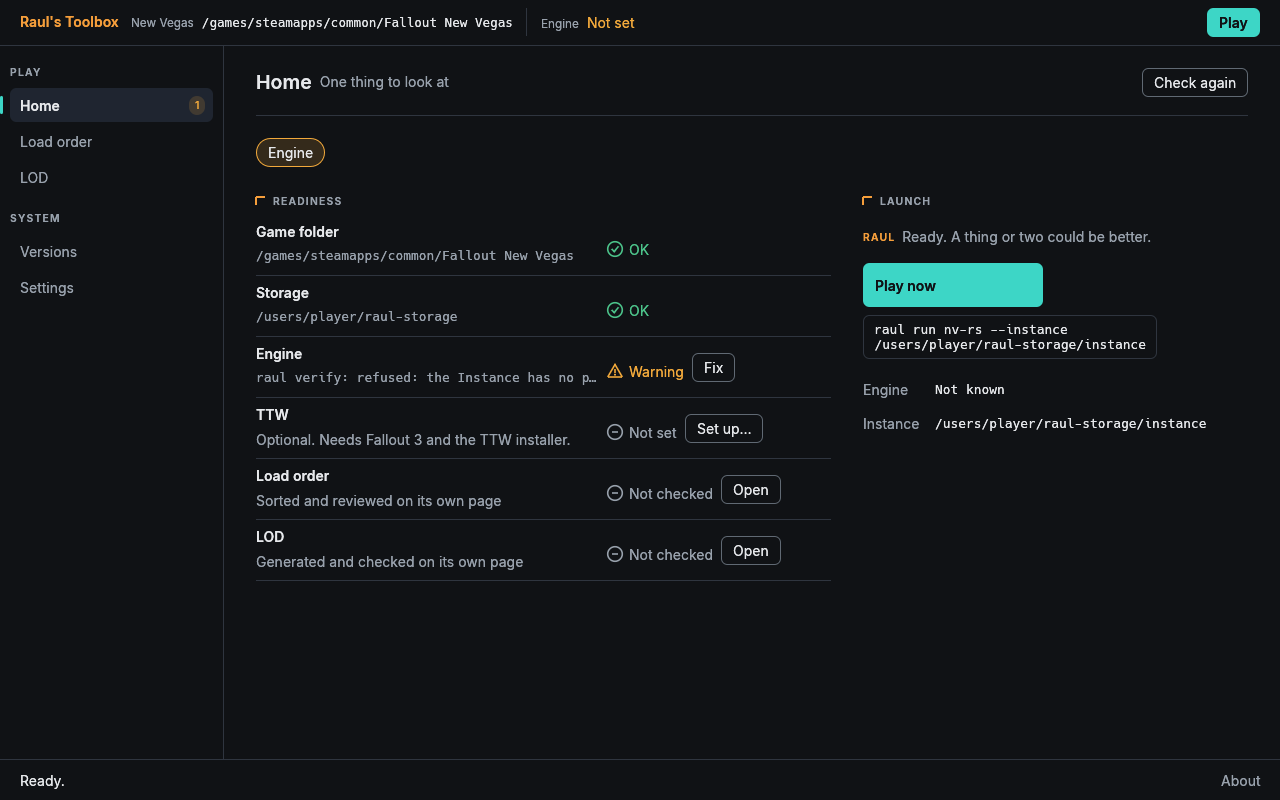 Raul's Toolbox New Vegas /games/steamapps/common/Fallout New Vegas Engine Not set Play
PLAY
Home 1
Load order
LOD
SYSTEM
Versions
Settings
Home One thing to look at Check again
Engine
READINESS
Game folder
/games/steamapps/common/Fallout New Vegas OK
Storage
/users/player/raul-storage OK
Engine
raul verify: refused: the Instance has no p… Warning Fix
TTW
Optional. Needs Fallout 3 and the TTW installer. Not set Set up...
Load order
Sorted and reviewed on its own page Not checked Open
LOD
Generated and checked on its own page Not checked Open
LAUNCH
RAUL Ready. A thing or two could be better.
Play now
raul run nv-rs --instance
/users/player/raul-storage/instance
Engine Not known
Instance /users/player/raul-storage/instance
Ready. About